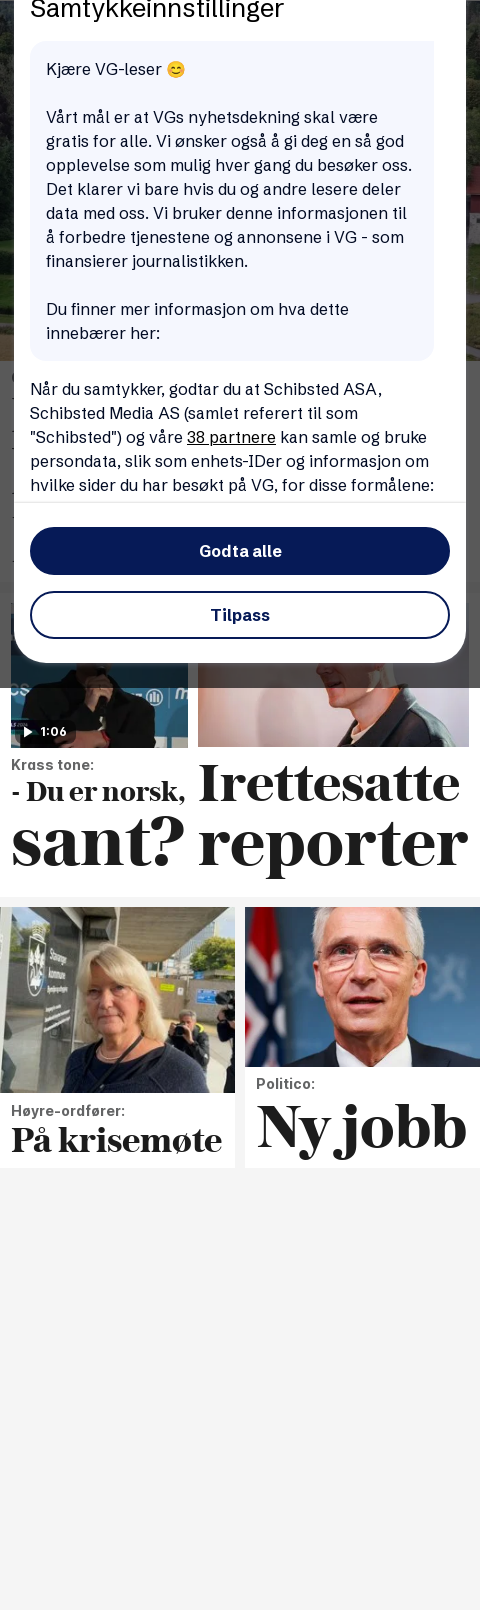 Samtykkeinnstillinger
Kjære VG-leser 😊
Vårt mål er at VGs nyhetsdekning skal være
gratis for alle. Vi ønsker også å gi deg en så god
opplevelse som mulig hver gang du besøker oss.
Det klarer vi bare hvis du og andre lesere deler
data med oss. Vi bruker denne informasjonen til
å forbedre tjenestene og annonsene i VG - som
finansierer journalistikken.
Du finner mer informasjon om hva dette
innebærer her:
Når du samtykker, godtar du at Schibsted ASA,
Schibsted Media AS (samlet referert til som
"Schibsted") og våre 38 partnere kan samle og bruke
persondata, slik som enhets-IDer og informasjon om
hvilke sider du har besøkt på VG, for disse formålene:
Godta alle
Tilpass
1:06
Krass tone:
- Du er norsk,
sant?
Irettesatte
reporter
Stavanger
kommune
Høyre-ordfører:
På krisemøte
Politico:
Ny jobb